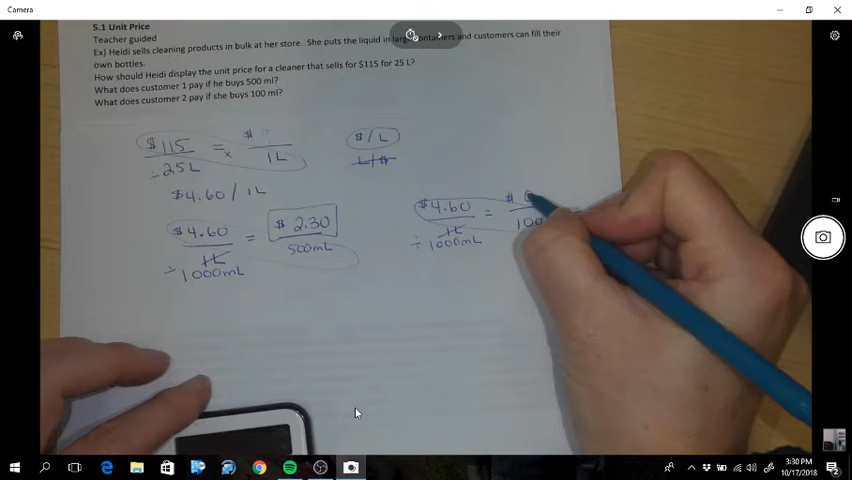 Camera
5.1 Unit Price
Teacher guided
Ex) Heidi sells cleaning products in bulk at her store. She puts the liquid in large containers and customers can fill their
own bottles.
How should Heidi display the unit price for a cleaner that sells for $115 for 25 L?
What does customer 1 pay if he buys 500 ml?
What does customer 2 pay if she buys 100 ml?
$115 = $
÷ 25L x 1L
$/L
L/$
$4.60 / 1L
$4.60 = $ 2.30
1L 500mL
÷ 1000mL
$4.60 = $ 0
1L 100
÷ 1000mL
3:30 PM
10/17/2018